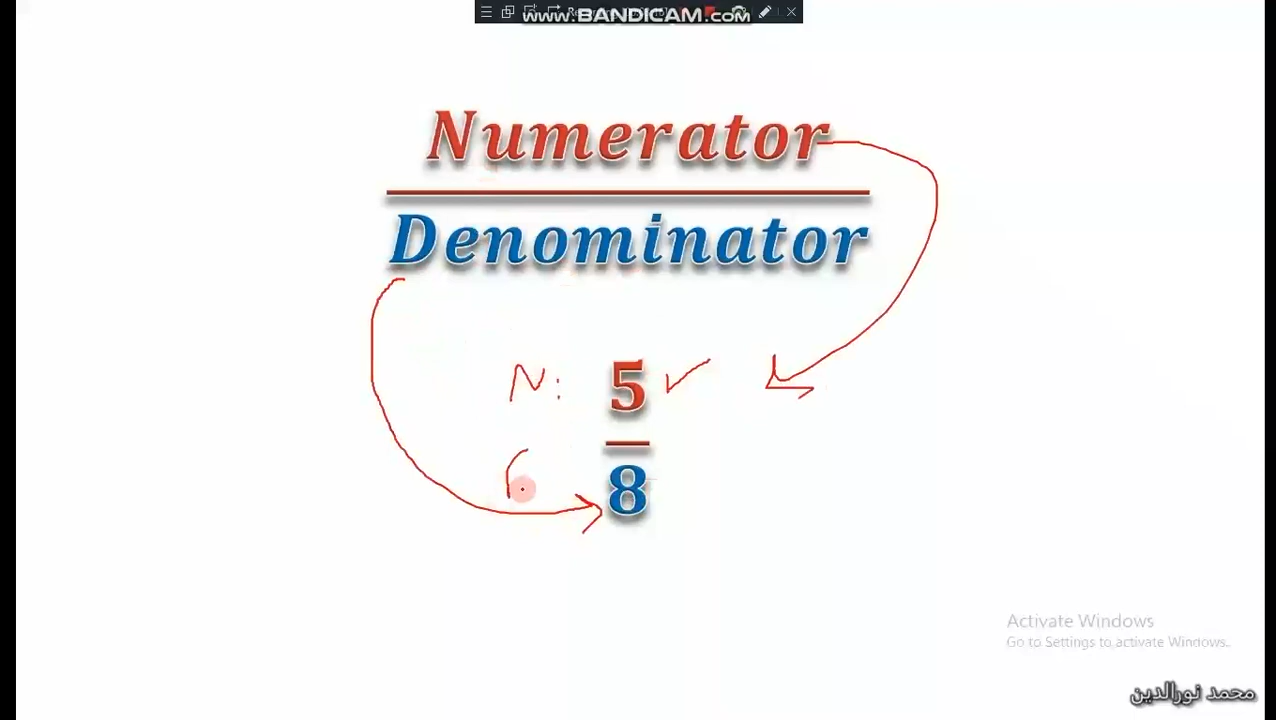 www.BANDICAM.com
Numerator
Denominator
N: 5
8
Activate Windows
Go to Settings to activate Windows.
محمد نورالدين